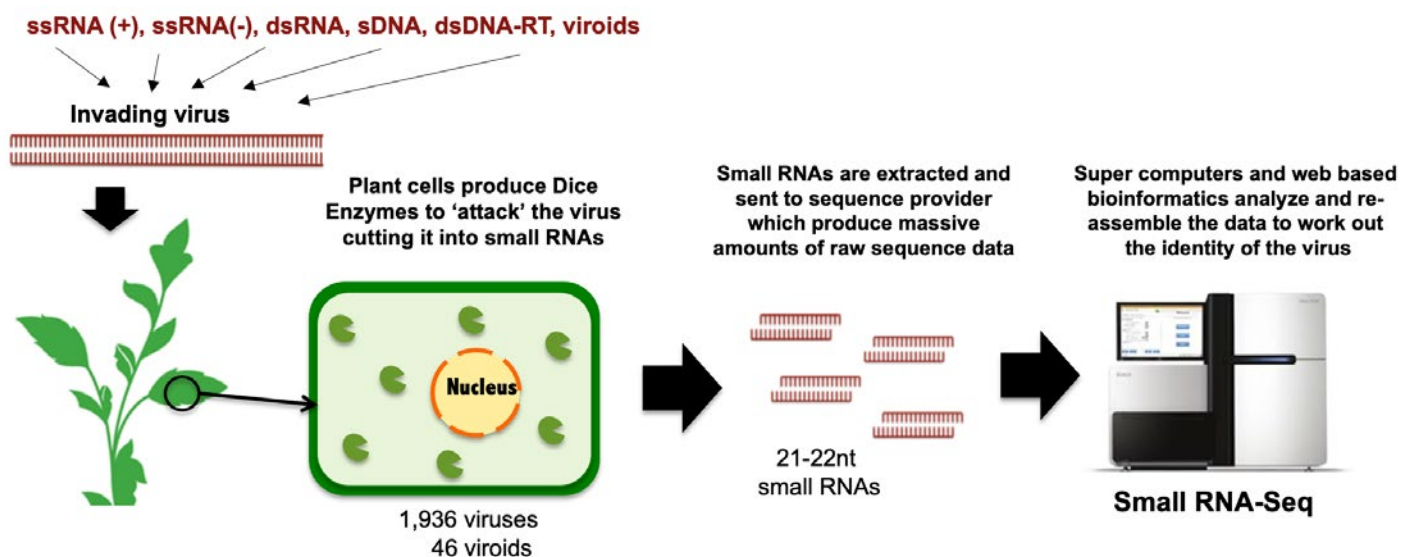 ssRNA (+), ssRNA(-), dsRNA, sDNA, dsDNA-RT, viroids
Invading virus
Plant cells produce Dice
Enzymes to ‘attack’ the virus
cutting it into small RNAs
Nucleus
1,936 viruses
46 viroids
Small RNAs are extracted and
sent to sequence provider
which produce massive
amounts of raw sequence data
21-22nt
small RNAs
Super computers and web based
bioinformatics analyze and re-
assemble the data to work out
the identity of the virus
Small RNA-Seq